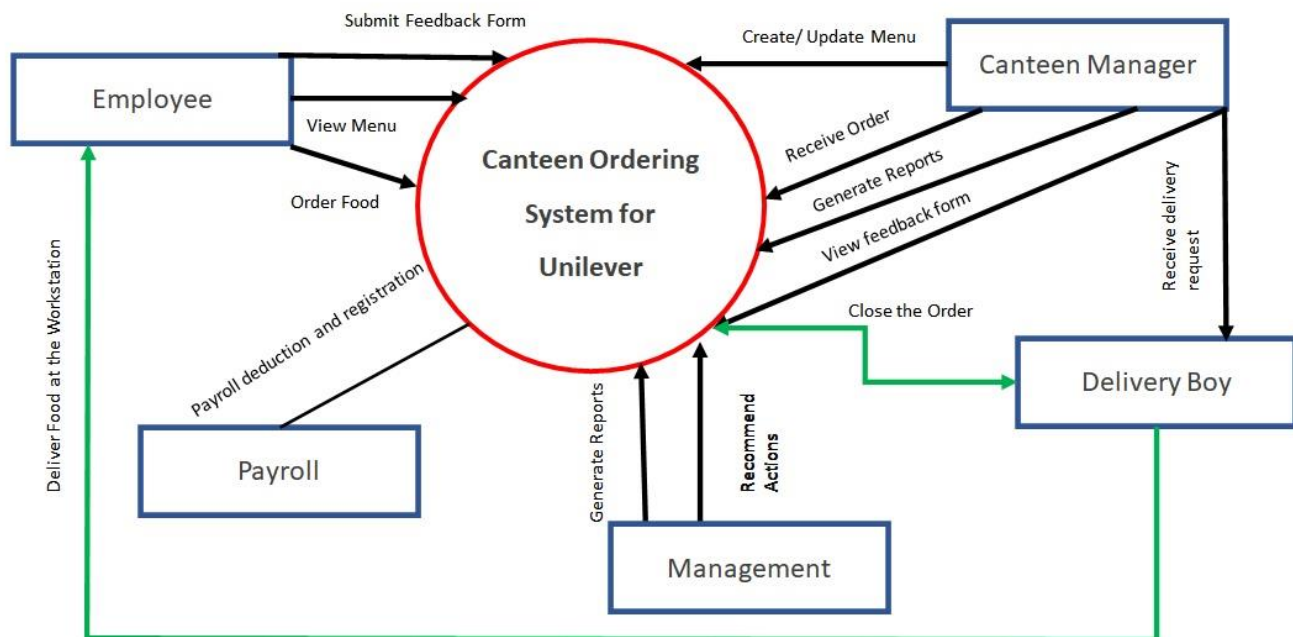 Submit Feedback Form
Create/ Update Menu
Employee
Canteen Manager
View Menu
Order Food
Receive Order
Generate Reports
View feedback form
Receive delivery
request
Canteen Ordering
System for
Unilever
Deliver Food at the Workstation
Payroll deduction and registration
Close the Order
Delivery Boy
Payroll
Generate Reports
Recommend
Actions
Management